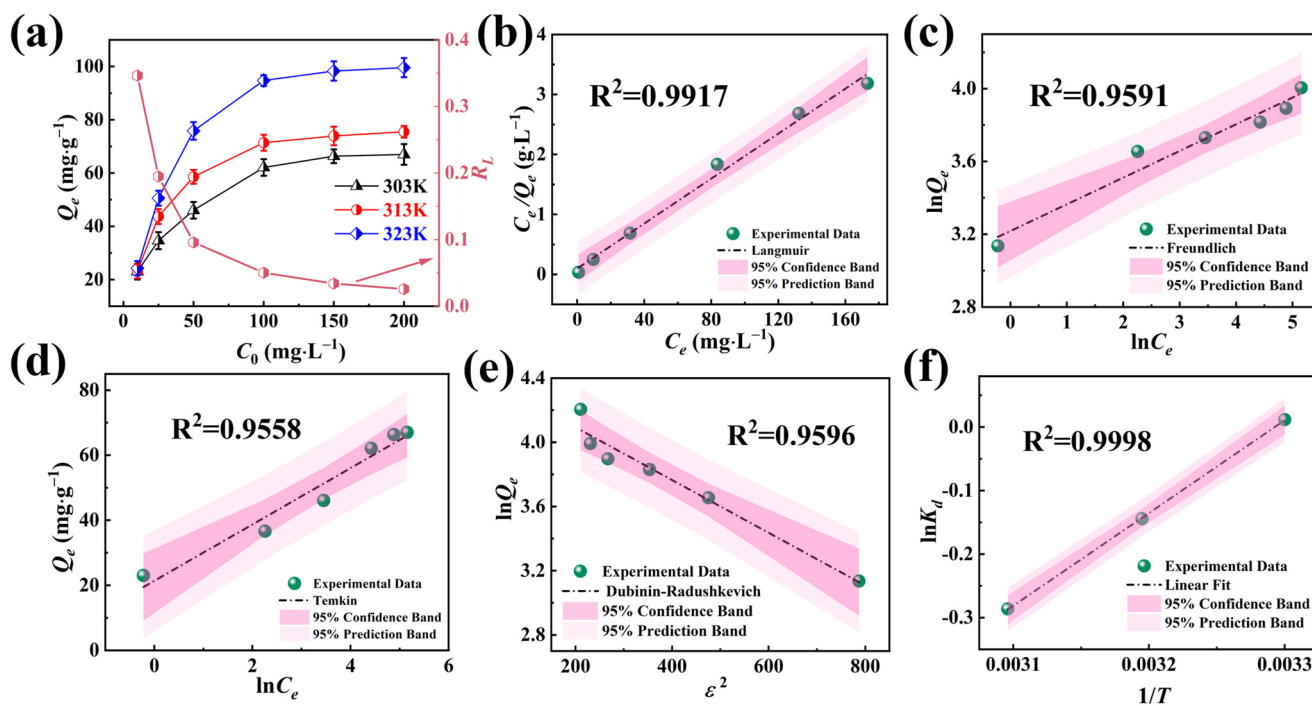 (a)
Q_e (mg·g⁻¹)
100
80
60
40
20
0
50
100
150
200
C_0 (mg·L⁻¹)
0.4
0.3
0.2
0.1
0.0
R_L
303K
313K
323K
(b)
R²=0.9917
C_e/Q_e (g·L⁻¹)
4
3
2
1
0
0
40
80
120
160
C_e (mg·L⁻¹)
Experimental Data
Langmuir
95% Confidence Band
95% Prediction Band
(c)
R²=0.9591
lnQ_e
4.0
3.6
3.2
2.8
0
1
2
3
4
5
lnC_e
Experimental Data
Freundlich
95% Confidence Band
95% Prediction Band
(d)
R²=0.9558
Q_e (mg·g⁻¹)
80
60
40
20
0
0
2
4
6
lnC_e
Experimental Data
Temkin
95% Confidence Band
95% Prediction Band
(e)
R²=0.9596
lnQ_e
4.4
4.0
3.6
3.2
2.8
200
400
600
800
ε²
Experimental Data
Dubinin-Radushkevich
95% Confidence Band
95% Prediction Band
(f)
R²=0.9998
lnK_d
0.0
-0.1
-0.2
-0.3
0.0031
0.0032
0.0033
1/T
Experimental Data
Linear Fit
95% Confidence Band
95% Prediction Band